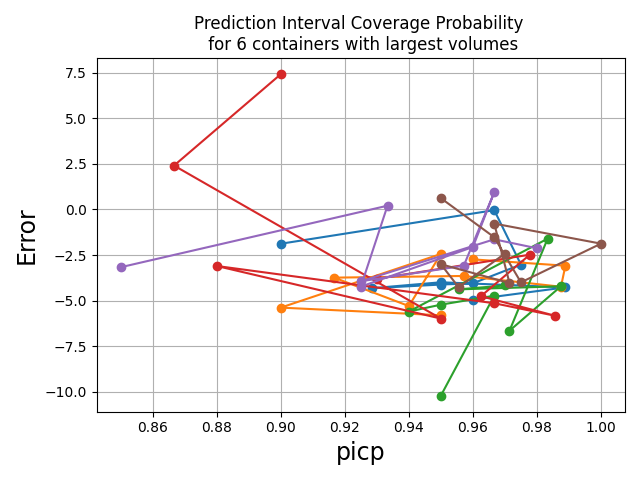 Prediction Interval Coverage Probability
for 6 containers with largest volumes
7.5
5.0
2.5
0.0
−2.5
−5.0
−7.5
−10.0
Error
0.86 0.88 0.90 0.92 0.94 0.96 0.98 1.00
picp